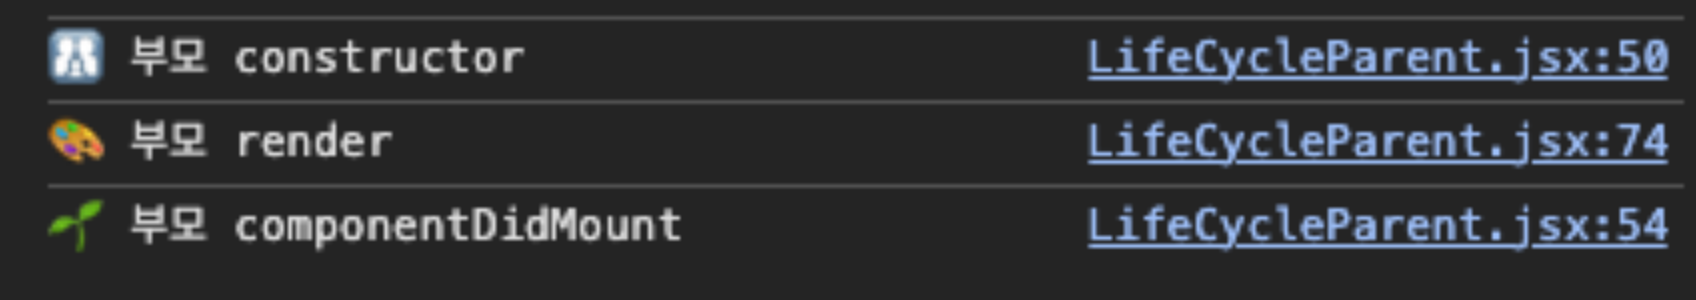 부모 constructor LifeCycleParent.jsx:50
부모 render LifeCycleParent.jsx:74
부모 componentDidMount LifeCycleParent.jsx:54